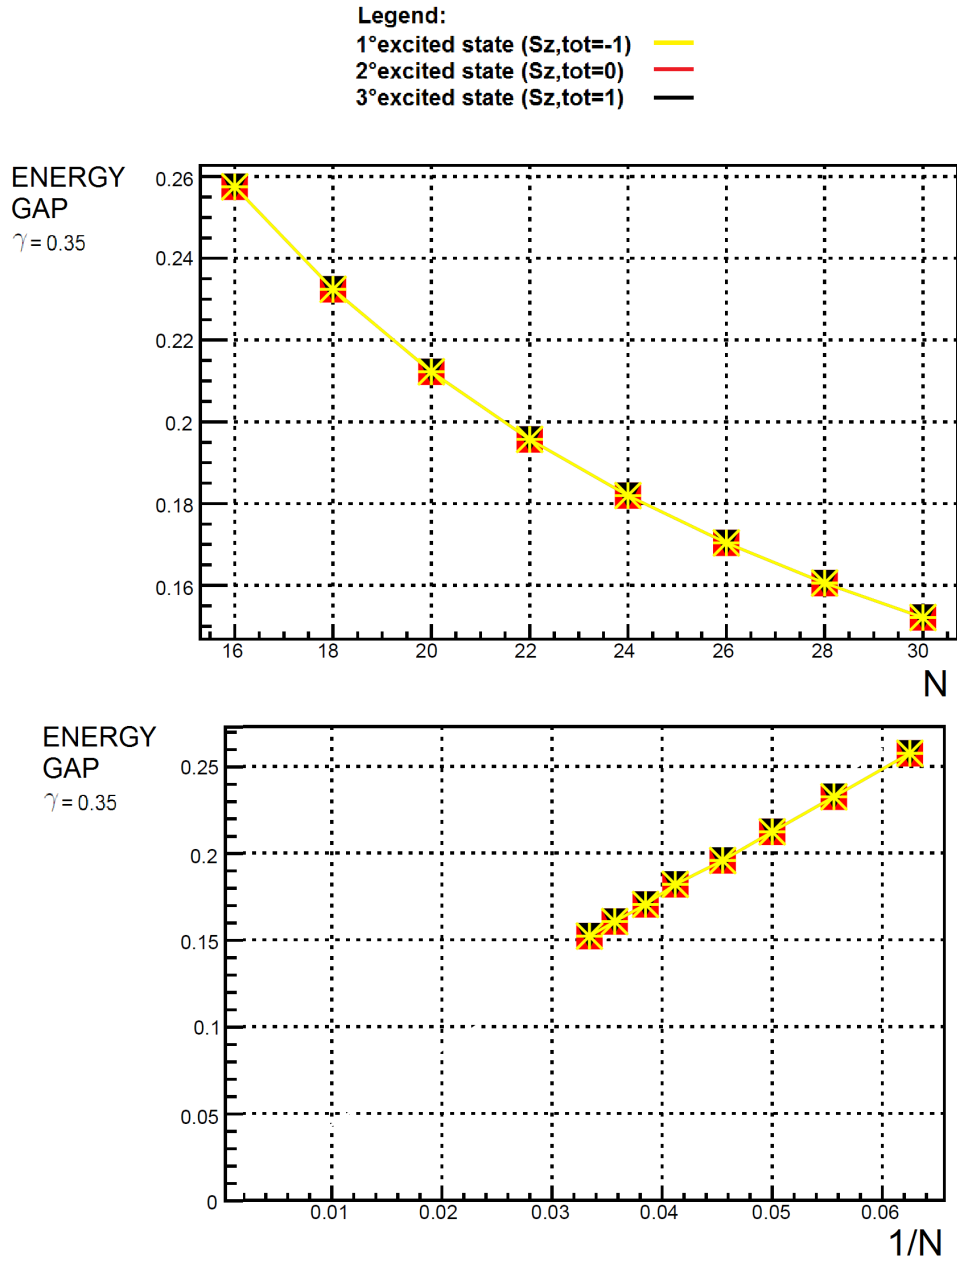 Legend:
1°excited state (Sz,tot=-1)
2°excited state (Sz,tot=0)
3°excited state (Sz,tot=1)
ENERGY
GAP
γ = 0.35
0.26
0.24
0.22
0.2
0.18
0.16
16 18 20 22 24 26 28 30
N
ENERGY
GAP
γ = 0.35
0.25
0.2
0.15
0.1
0.05
0
0.01 0.02 0.03 0.04 0.05 0.06
1/N